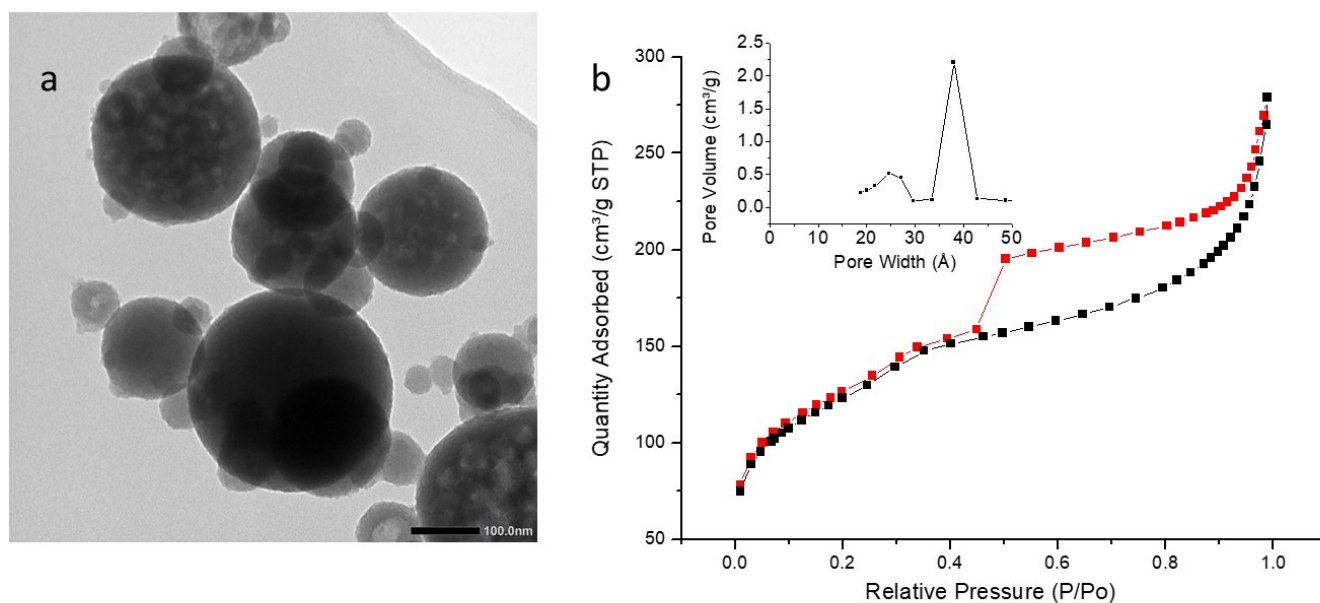 a
100.0nm
b
Quantity Adsorbed (cm³/g STP)
300
250
200
150
100
50
0.0 0.2 0.4 0.6 0.8 1.0
Relative Pressure (P/Po)
Pore Volume (cm³/g)
2.5
2.0
1.5
1.0
0.5
0.0
0 10 20 30 40 50
Pore Width (Å)